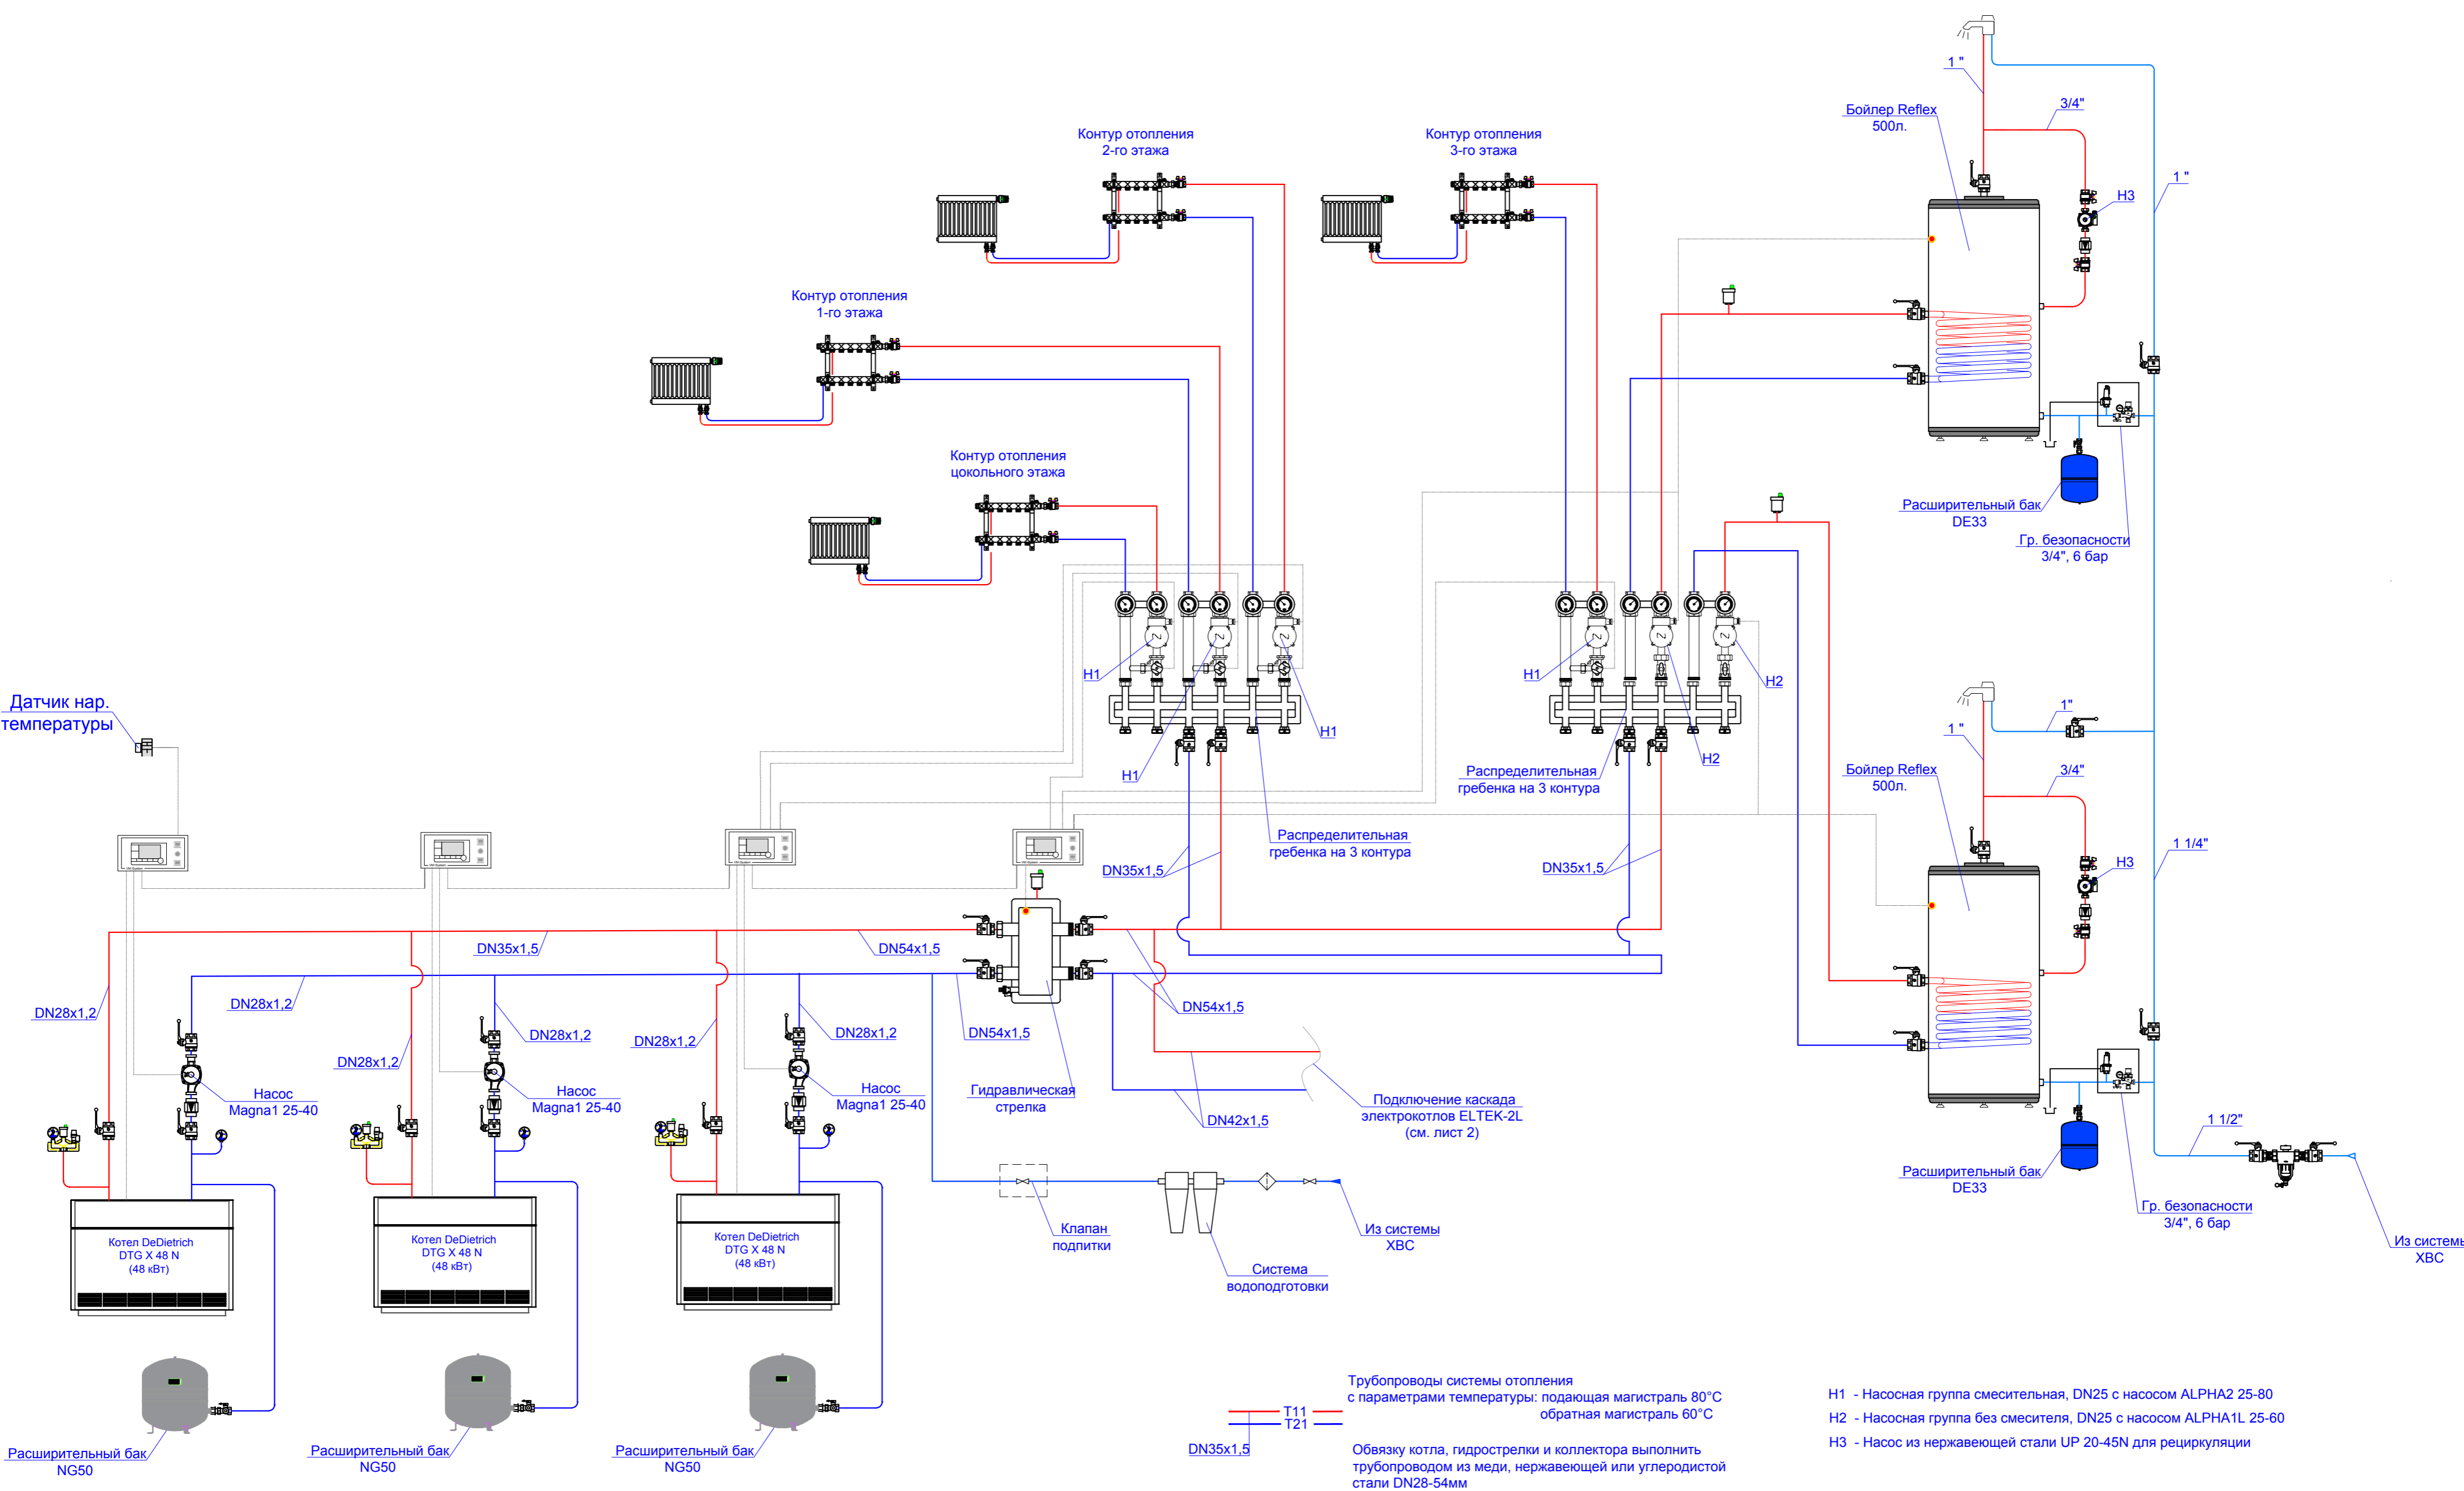 1 "
3/4"
Бойлер Reflex
500л.
1 "
Н3
Контур отопления
2-го этажа
Контур отопления
3-го этажа
Контур отопления
1-го этажа
Контур отопления
цокольного этажа
Расширительный бак
DE33
Гр. безопасности
3/4", 6 бар
Н1
Н1
Н1
Н1
Н2
Н2
Датчик нар.
температуры
Распределительная
гребенка на 3 контура
Распределительная
гребенка на 3 контура
DN35x1,5
DN35x1,5
1"
1 "
3/4"
Бойлер Reflex
500л.
Н3
1 1/4"
DN35x1,5
DN54x1,5
DN28x1,2
DN28x1,2
DN28x1,2
DN28x1,2
DN28x1,2
DN28x1,2
DN54x1,5
DN54x1,5
Насос
Magna1 25-40
Насос
Magna1 25-40
Насос
Magna1 25-40
Гидравлическая
стрелка
DN42x1,5
Подключение каскада
электрокотлов ELTEK-2L
(см. лист 2)
1 1/2"
Расширительный бак
DE33
Гр. безопасности
3/4", 6 бар
Из системы
ХВС
Клапан
подпитки
Система
водоподготовки
Из системы
ХВС
Котел DeDietrich
DTG X 48 N
(48 кВт)
Котел DeDietrich
DTG X 48 N
(48 кВт)
Котел DeDietrich
DTG X 48 N
(48 кВт)
Расширительный бак
NG50
Расширительный бак
NG50
Расширительный бак
NG50
Т11
Т21
DN35x1,5
Трубопроводы системы отопления
с параметрами температуры: подающая магистраль 80°C
обратная магистраль 60°C
Обвязку котла, гидрострелки и коллектора выполнить
трубопроводом из меди, нержавеющей или углеродистой
стали DN28-54мм
Н1 - Насосная группа смесительная, DN25 с насосом ALPHA2 25-80
Н2 - Насосная группа без смесителя, DN25 с насосом ALPHA1L 25-60
Н3 - Насос из нержавеющей стали UP 20-45N для рециркуляции